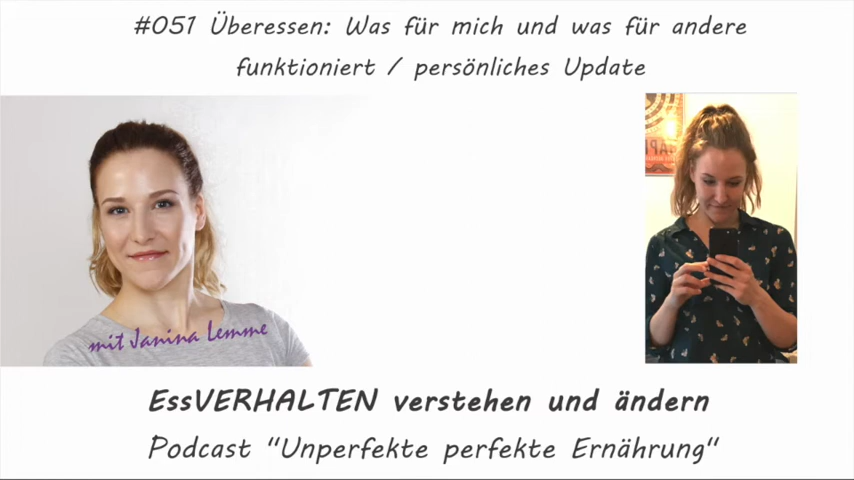 #051 Überessen: Was für mich und was für andere
funktioniert / persönliches Update
mit Janina Lemme
EssVERHALTEN verstehen und ändern
Podcast "Unperfekte perfekte Ernährung"